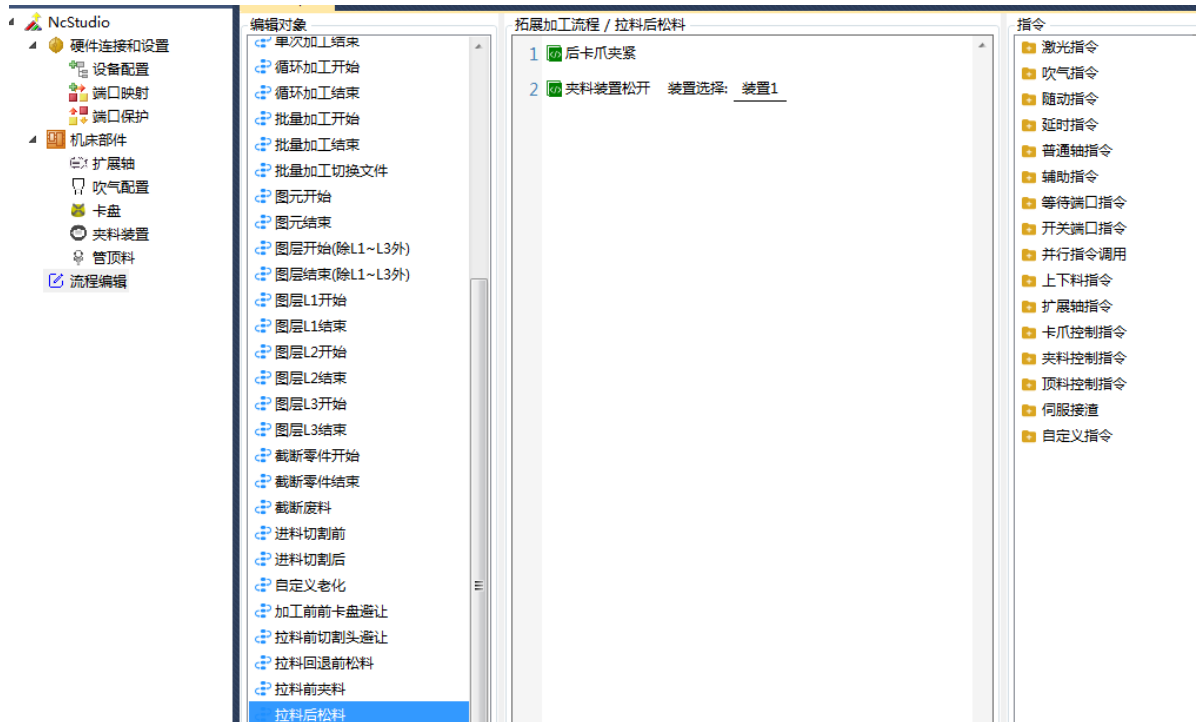 NcStudio
硬件连接和设置
设备配置
端口映射
端口保护
机床部件
扩展轴
吹气配置
卡盘
夹料装置
管顶料
流程编辑
编辑对象
单次加工结束
循环加工开始
循环加工结束
批量加工开始
批量加工结束
批量加工切换文件
图元开始
图元结束
图层开始(除L1~L3外)
图层结束(除L1~L3外)
图层L1开始
图层L1结束
图层L2开始
图层L2结束
图层L3开始
图层L3结束
截断零件开始
截断零件结束
截断废料
进料切割前
进料切割后
自定义老化
加工前前卡盘避让
拉料前切割头避让
拉料回退前松料
拉料前夹料
拉料后松料
拓展加工流程 / 拉料后松料
1 后卡爪夹紧
2 夹料装置松开 装置选择: 装置1
指令
激光指令
吹气指令
随动指令
延时指令
普通轴指令
辅助指令
等待端口指令
开关端口指令
并行指令调用
上下料指令
扩展轴指令
卡爪控制指令
夹料控制指令
顶料控制指令
伺服接渣
自定义指令